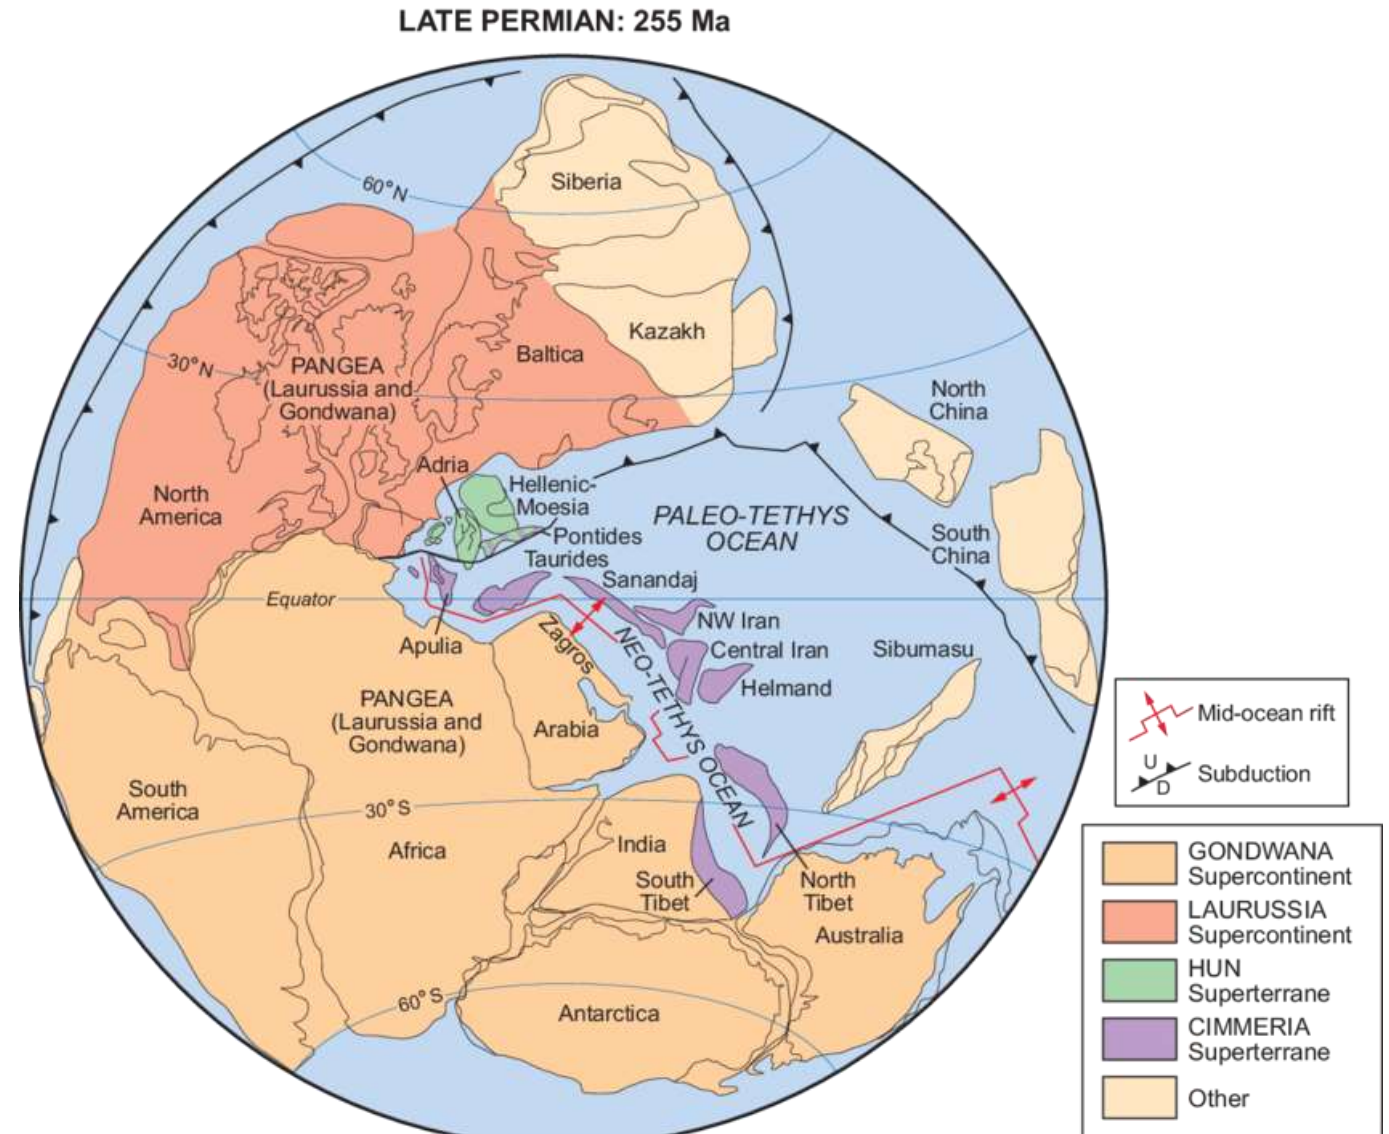 LATE PERMIAN: 255 Ma
60°N
Siberia
30°N
PANGEA
(Laurussia and
Gondwana)
Baltica
Kazakh
North
China
North
America
Adria
Hellenic-
Moesia
Pontides
Taurides
PALEO-TETHYS
OCEAN
South
China
Equator
Sanandaj
NW Iran
Apulia
Zagros
NEO-TETHYS OCEAN
Central Iran
Helmand
Sibumasu
PANGEA
(Laurussia and
Gondwana)
Arabia
South
America
30°S
Africa
India
South
Tibet
North
Tibet
Australia
60°S
Antarctica
Mid-ocean rift
U
D
Subduction
GONDWANA
Supercontinent
LAURUSSIA
Supercontinent
HUN
Superterrane
CIMMERIA
Superterrane
Other